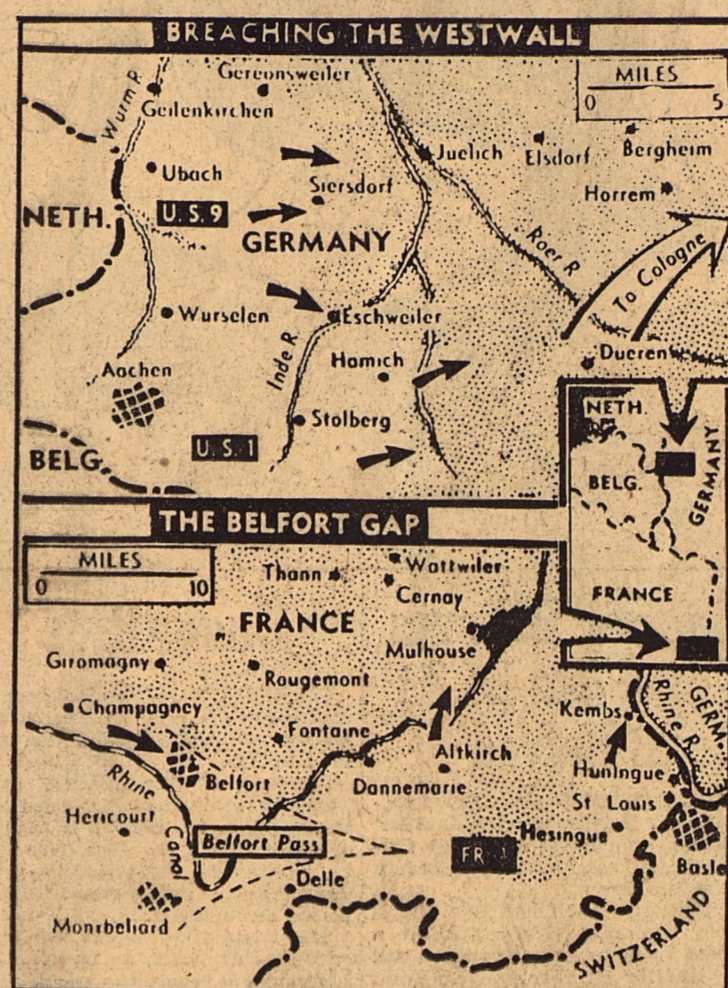 BREACHING THE WESTWALL
MILES
0 5
Gereonsweiler
Wurm R
Geilenkirchen
Juelich
Elsdorf
Bergheim
Ubach
Siersdorf
Horrem
NETH.
U.S.9
GERMANY
Roer R
To Cologne
Wurselen
Eschweiler
Inde R
Hamich
Dueren
Aachen
Stolberg
U.S.1
BELG.
NETH.
BELG.
GERMANY
FRANCE
THE BELFORT GAP
MILES
0 10
Thann
Wattwiler
Cernay
FRANCE
Mulhouse
Giromagny
Rougemont
Champagney
Fontaine
Altkirch
Kembs
Rhine R.
GERM.
Rhine
Canal
Belfort
Dannemarie
Huningue
St Louis
Hericourt
Belfort Pass
Hesingue
FR 1
Basle
Delle
Montbeliard
SWITZERLAND